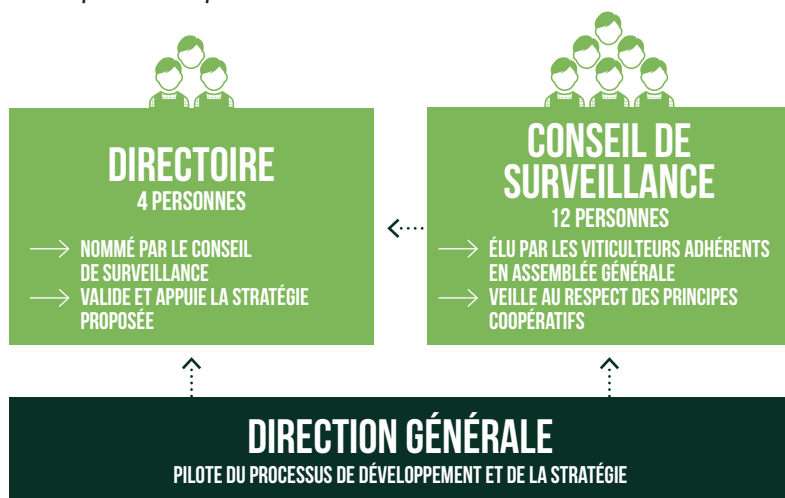 DIRECTOIRE
4 PERSONNES
NOMMÉ PAR LE CONSEIL
DE SURVEILLANCE
VALIDE ET APPUIE LA STRATÉGIE
PROPOSÉE
CONSEIL DE
SURVEILLANCE
12 PERSONNES
ÉLU PAR LES VITICULTEURS ADHÉRENTS
EN ASSEMBLÉE GÉNÉRALE
VEILLE AU RESPECT DES PRINCIPES
COOPÉRATIFS
DIRECTION GÉNÉRALE
PILOTE DU PROCESSUS DE DÉVELOPPEMENT ET DE LA STRATÉGIE